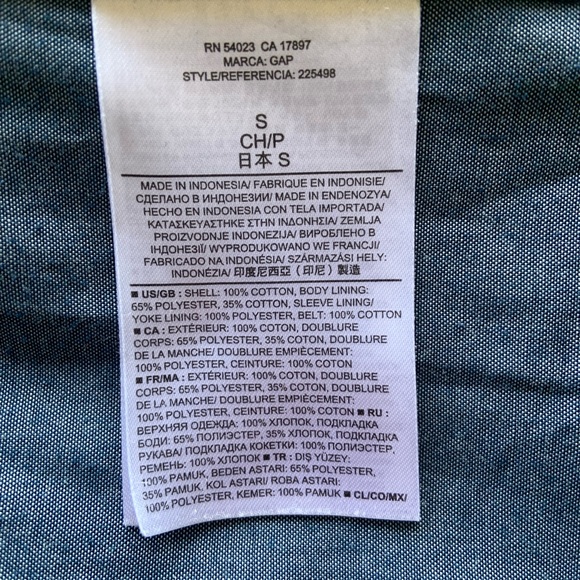 RN 54023 CA 17897
MARCA: GAP
STYLE/REFERENCIA: 225498
S
CH/P
日本 S
MADE IN INDONESIA/ FABRIQUE EN INDONISIE/
СДЕЛАНО В ИНДОНЕЗИИ/ MADE IN ENDENOZYA/
HECHO EN INDONESIA CON TELA IMPORTADA/
ΚΑΤΑΣΚΕΥΑΣΤΗΚΕ ΣΤΗΝ ΙΝΔΟΝΗΣΙΑ/ ZEMLJA
PROIZVODNJE INDONEZIJA/ ВИРОБЛЕНО В
ІНДОНЕЗІЇ/ WYPRODUKOWANO WE FRANCJI/
FABRICADO NA INDONÉSIA/ SZÁRMAZÁSI HELY:
INDONÉZIA/ 印度尼西亞 (印尼) 製造
■ US/GB : SHELL: 100% COTTON, BODY LINING:
65% POLYESTER, 35% COTTON, SLEEVE LINING/
YOKE LINING: 100% POLYESTER, BELT: 100% COTTON
■ CA : EXTÉRIEUR: 100% COTON, DOUBLURE
CORPS: 65% POLYESTER, 35% COTON, DOUBLURE
DE LA MANCHE/ DOUBLURE EMPIÈCEMENT:
100% POLYESTER, CEINTURE: 100% COTON
■ FR/MA : EXTÉRIEUR: 100% COTON, DOUBLURE
CORPS: 65% POLYESTER, 35% COTON, DOUBLURE
DE LA MANCHE/ DOUBLURE EMPIÈCEMENT:
100% POLYESTER, CEINTURE: 100% COTON ■ RU :
ВЕРХНЯЯ ОДЕЖДА: 100% ХЛОПОК, ПОДКЛАДКА
БОДИ: 65% ПОЛИЭСТЕР, 35% ХЛОПОК, ПОДКЛАДКА
РУКАВА/ ПОДКЛАДКА КОКЕТКИ: 100% ПОЛИЭСТЕР,
РЕМЕНЬ: 100% ХЛОПОК ■ TR : DIŞ YÜZEY:
100% PAMUK, BEDEN ASTARI: 65% POLYESTER,
35% PAMUK, KOL ASTARI/ ROBA ASTARI:
100% POLYESTER, KEMER: 100% PAMUK ■ CL/CO/MX/